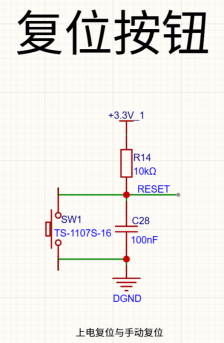 复位按钮
+3.3V_1
R14
10kΩ
RESET
SW1
TS-1107S-16
C28
100nF
DGND
上电复位与手动复位